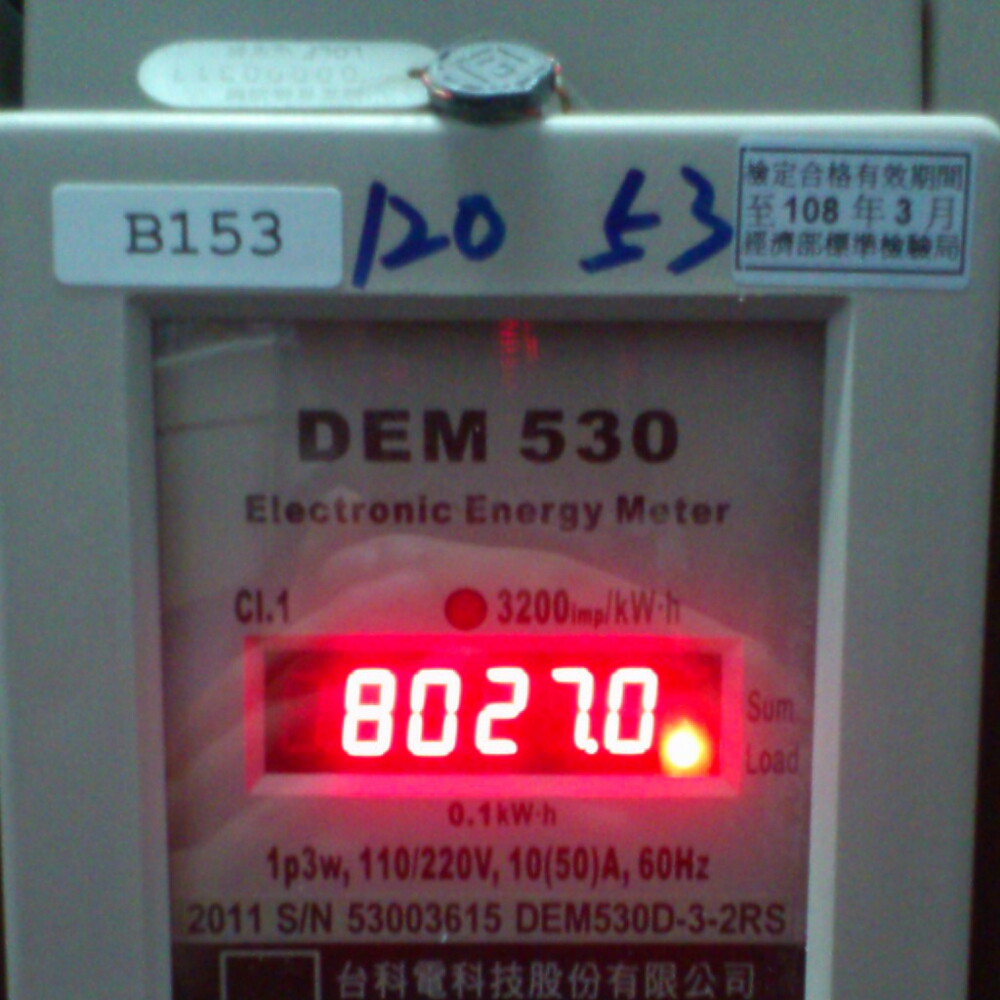 B153
120 53
檢定合格有效期間
至 108 年 3 月
經濟部標準檢驗局
DEM 530
Electronic Energy Meter
Cl.1
3200imp/kW·h
8027.0
Sum
Load
0.1kW·h
1p3w, 110/220V, 10(50)A, 60Hz
2011 S/N 53003615 DEM530D-3-2RS
台科電科技股份有限公司